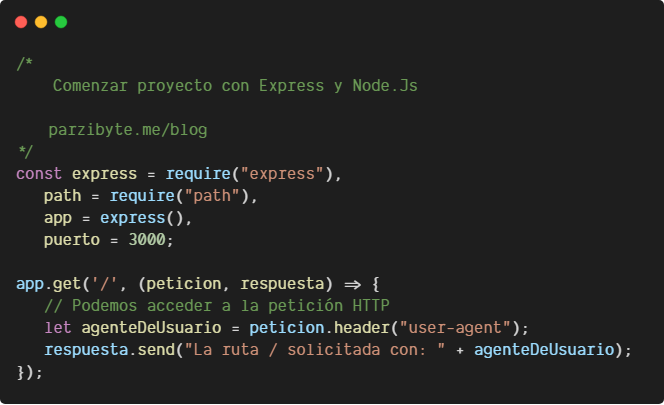 /*
    Comenzar proyecto con Express y Node.Js

    parzibyte.me/blog
*/
const express = require("express"),
   path = require("path"),
   app = express(),
   puerto = 3000;

app.get('/', (peticion, respuesta) => {
   // Podemos acceder a la petición HTTP
   let agenteDeUsuario = peticion.header("user-agent");
   respuesta.send("La ruta / solicitada con: " + agenteDeUsuario);
});